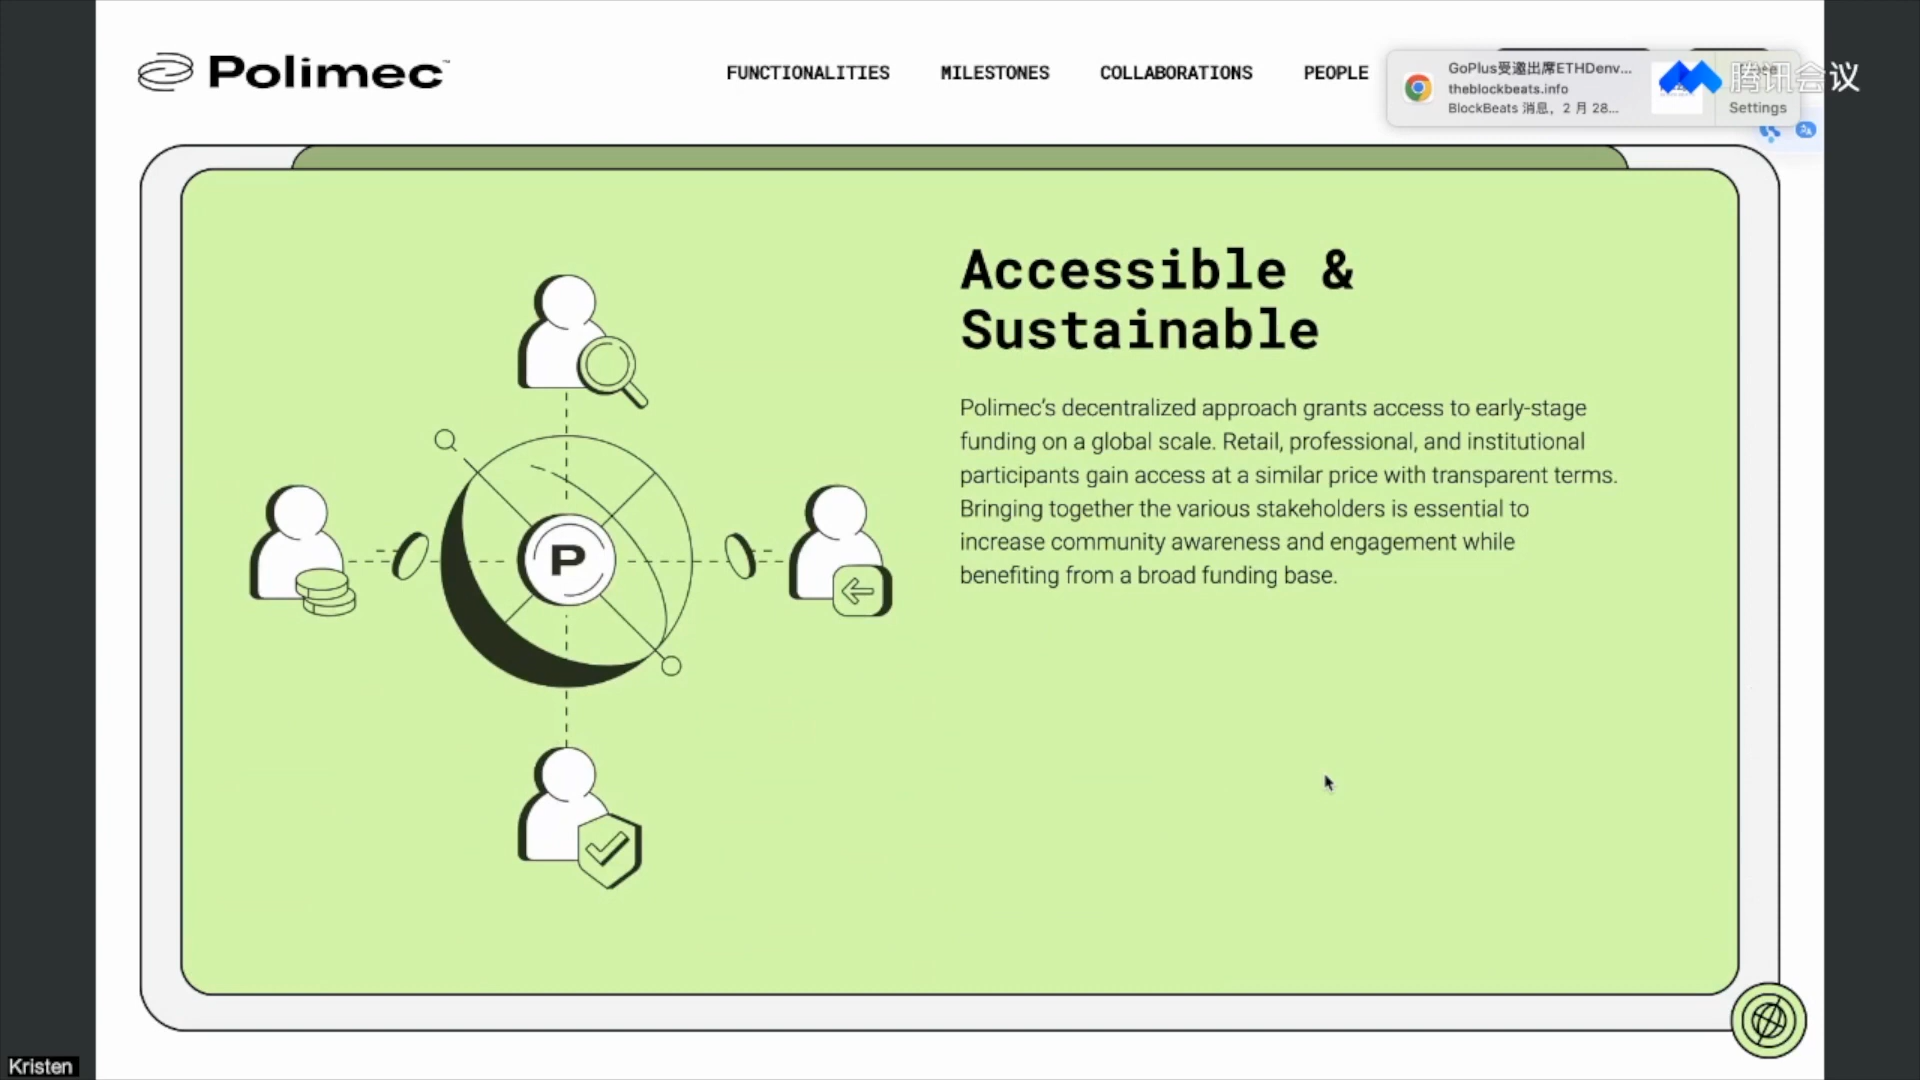 Polimec™
FUNCTIONALITIES
MILESTONES
COLLABORATIONS
PEOPLE
GoPlus受邀出席ETHDenv...
theblockbeats.info
BlockBeats 消息，2 月 28...
腾讯会议
Settings
Accessible &
Sustainable
Polimec's decentralized approach grants access to early-stage
funding on a global scale. Retail, professional, and institutional
participants gain access at a similar price with transparent terms.
Bringing together the various stakeholders is essential to
increase community awareness and engagement while
benefiting from a broad funding base.
P
Kristen